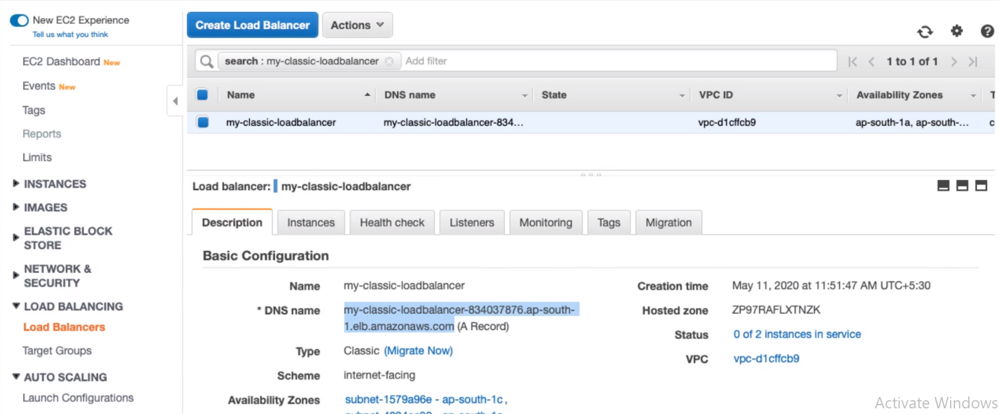 New EC2 Experience
Tell us what you think
EC2 Dashboard New
Events New
Tags
Reports
Limits
INSTANCES
IMAGES
ELASTIC BLOCK
STORE
NETWORK &
SECURITY
LOAD BALANCING
Load Balancers
Target Groups
AUTO SCALING
Launch Configurations
Create Load Balancer Actions
search : my-classic-loadbalancer Add filter 1 to 1 of 1
Name DNS name State VPC ID Availability Zones T
my-classic-loadbalancer my-classic-loadbalancer-834... vpc-d1cffcb9 ap-south-1a, ap-south-... c
Load balancer: my-classic-loadbalancer
Description Instances Health check Listeners Monitoring Tags Migration
Basic Configuration
Name my-classic-loadbalancer
* DNS name my-classic-loadbalancer-834037876.ap-south-
1.elb.amazonaws.com (A Record)
Type Classic (Migrate Now)
Scheme internet-facing
Availability Zones subnet-1579a96e - ap-south-1c,
Creation time May 11, 2020 at 11:51:47 AM UTC+5:30
Hosted zone ZP97RAFLXTNZK
Status 0 of 2 instances in service
VPC vpc-d1cffcb9
Activate Windows